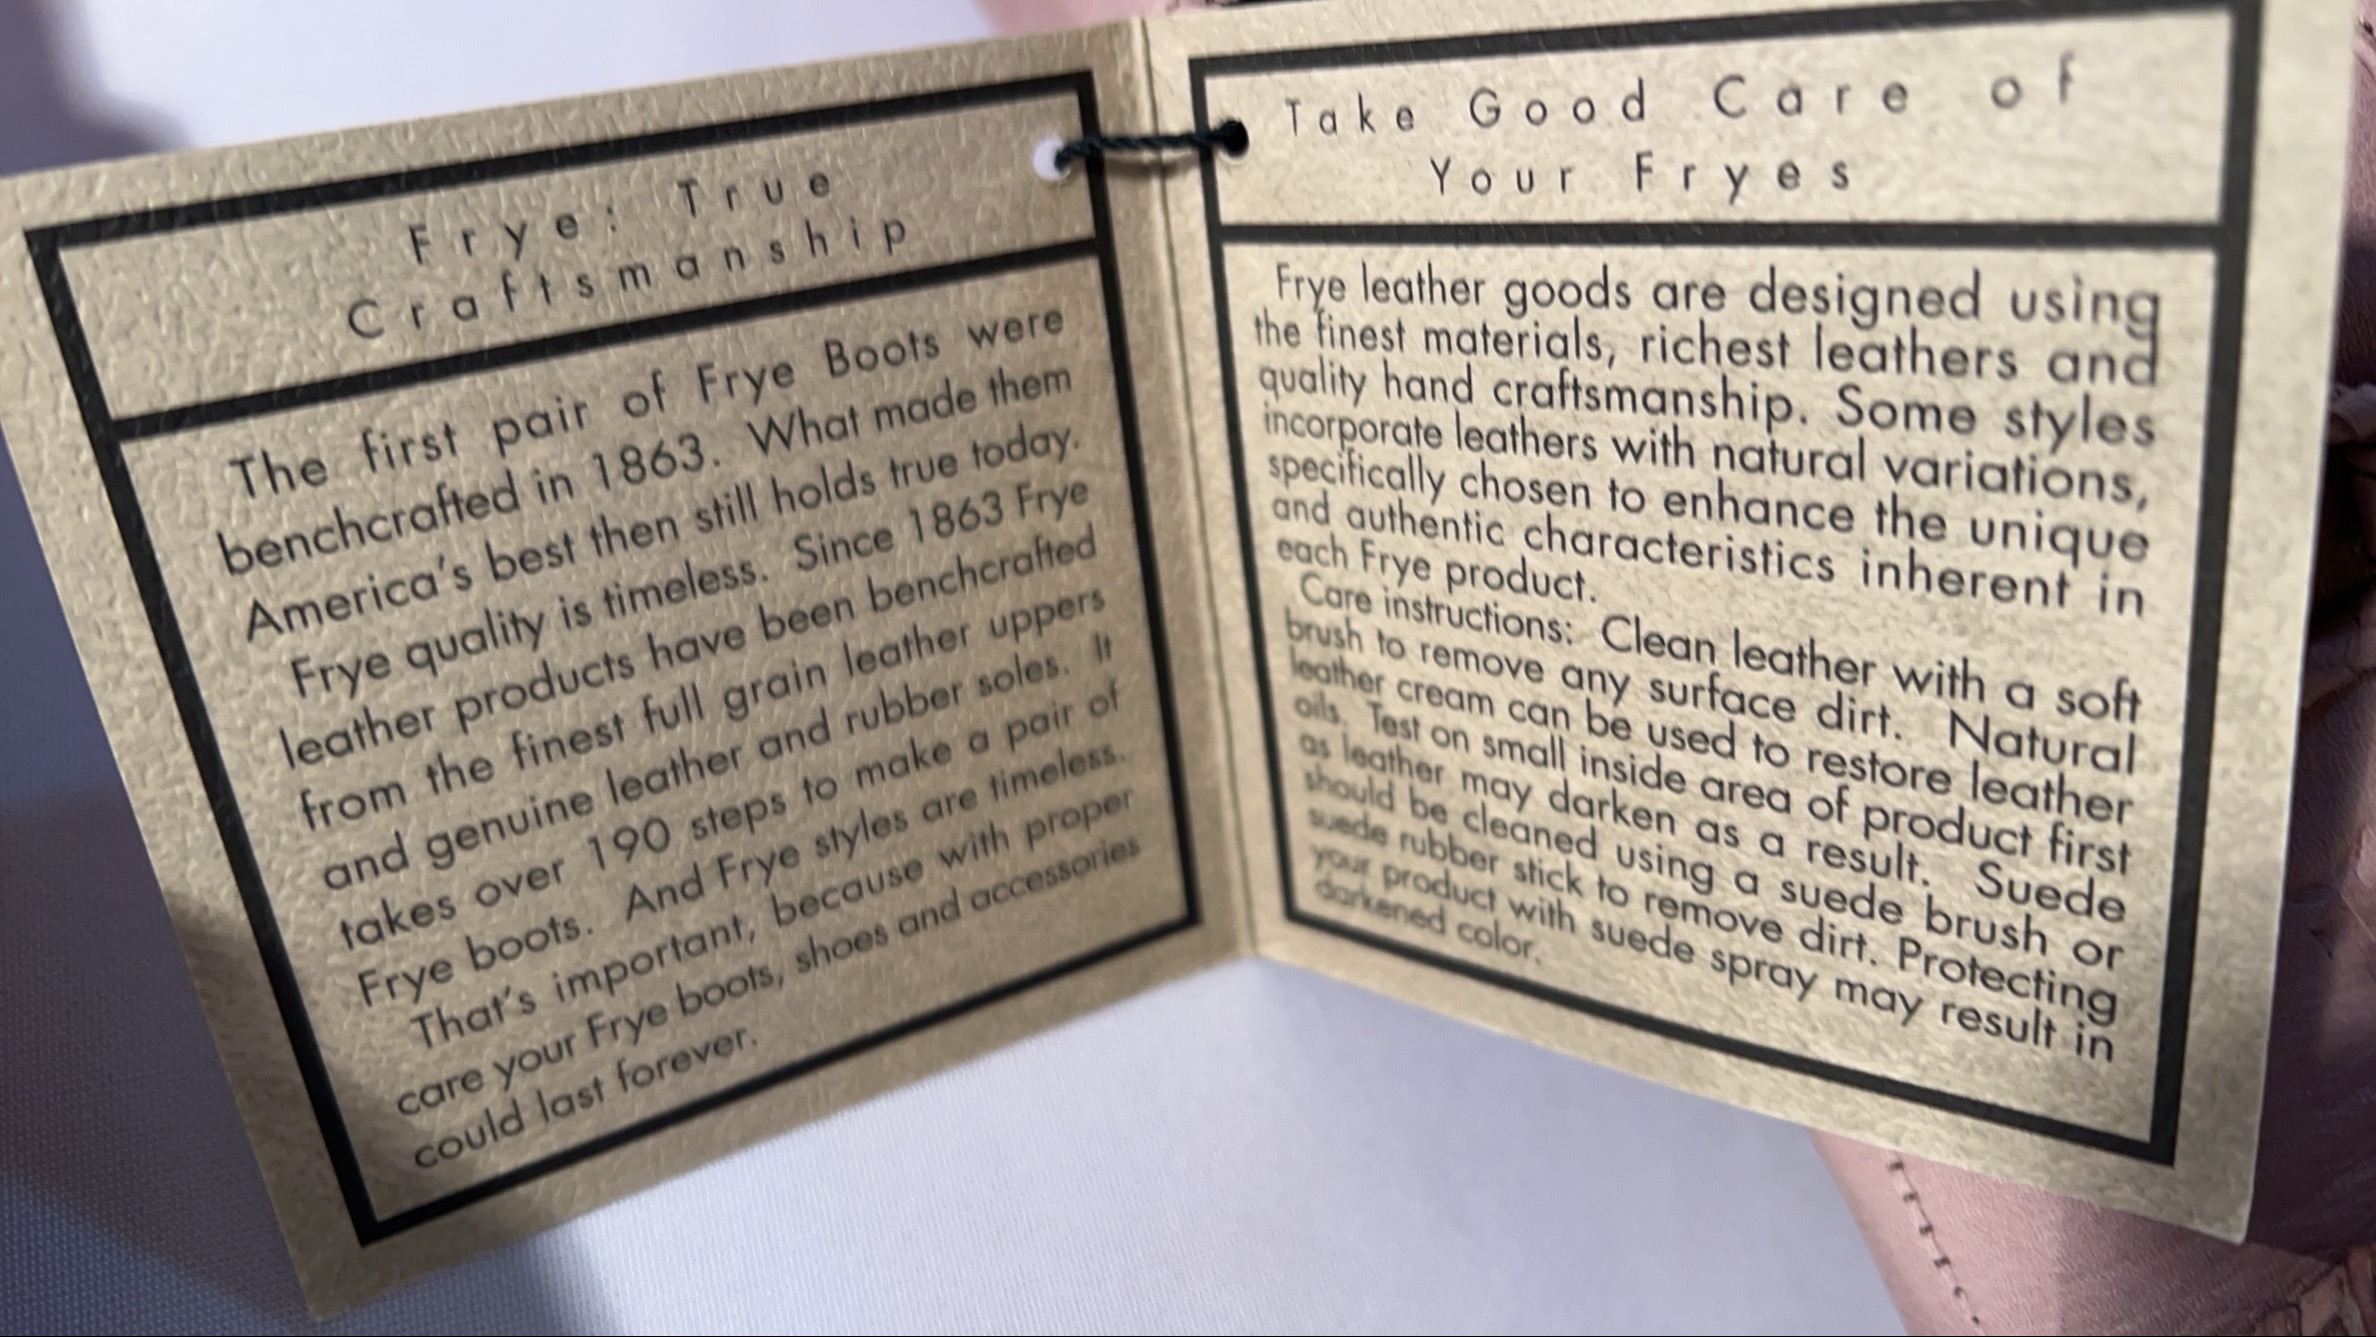 Frye: True
Craftsmanship
The first pair of Frye Boots were
benchcrafted in 1863. What made them
America's best then still holds true today.
Frye quality is timeless. Since 1863 Frye
leather products have been benchcrafted
from the finest full grain leather uppers
and genuine leather and rubber soles. It
takes over 190 steps to make a pair of
Frye boots. And Frye styles are timeless.
That's important, because with proper
care your Frye boots, shoes and accessories
could last forever.
Take Good Care of
Your Fryes
Frye leather goods are designed using
the finest materials, richest leathers and
quality hand craftsmanship. Some styles
incorporate leathers with natural variations,
specifically chosen to enhance the unique
and authentic characteristics inherent in
each Frye product.
Care instructions: Clean leather with a soft
brush to remove any surface dirt. Natural
leather cream can be used to restore leather
oils. Test on small inside area of product first
as leather may darken as a result. Suede
should be cleaned using a suede brush or
suede rubber stick to remove dirt. Protecting
your product with suede spray may result in
darkened color.